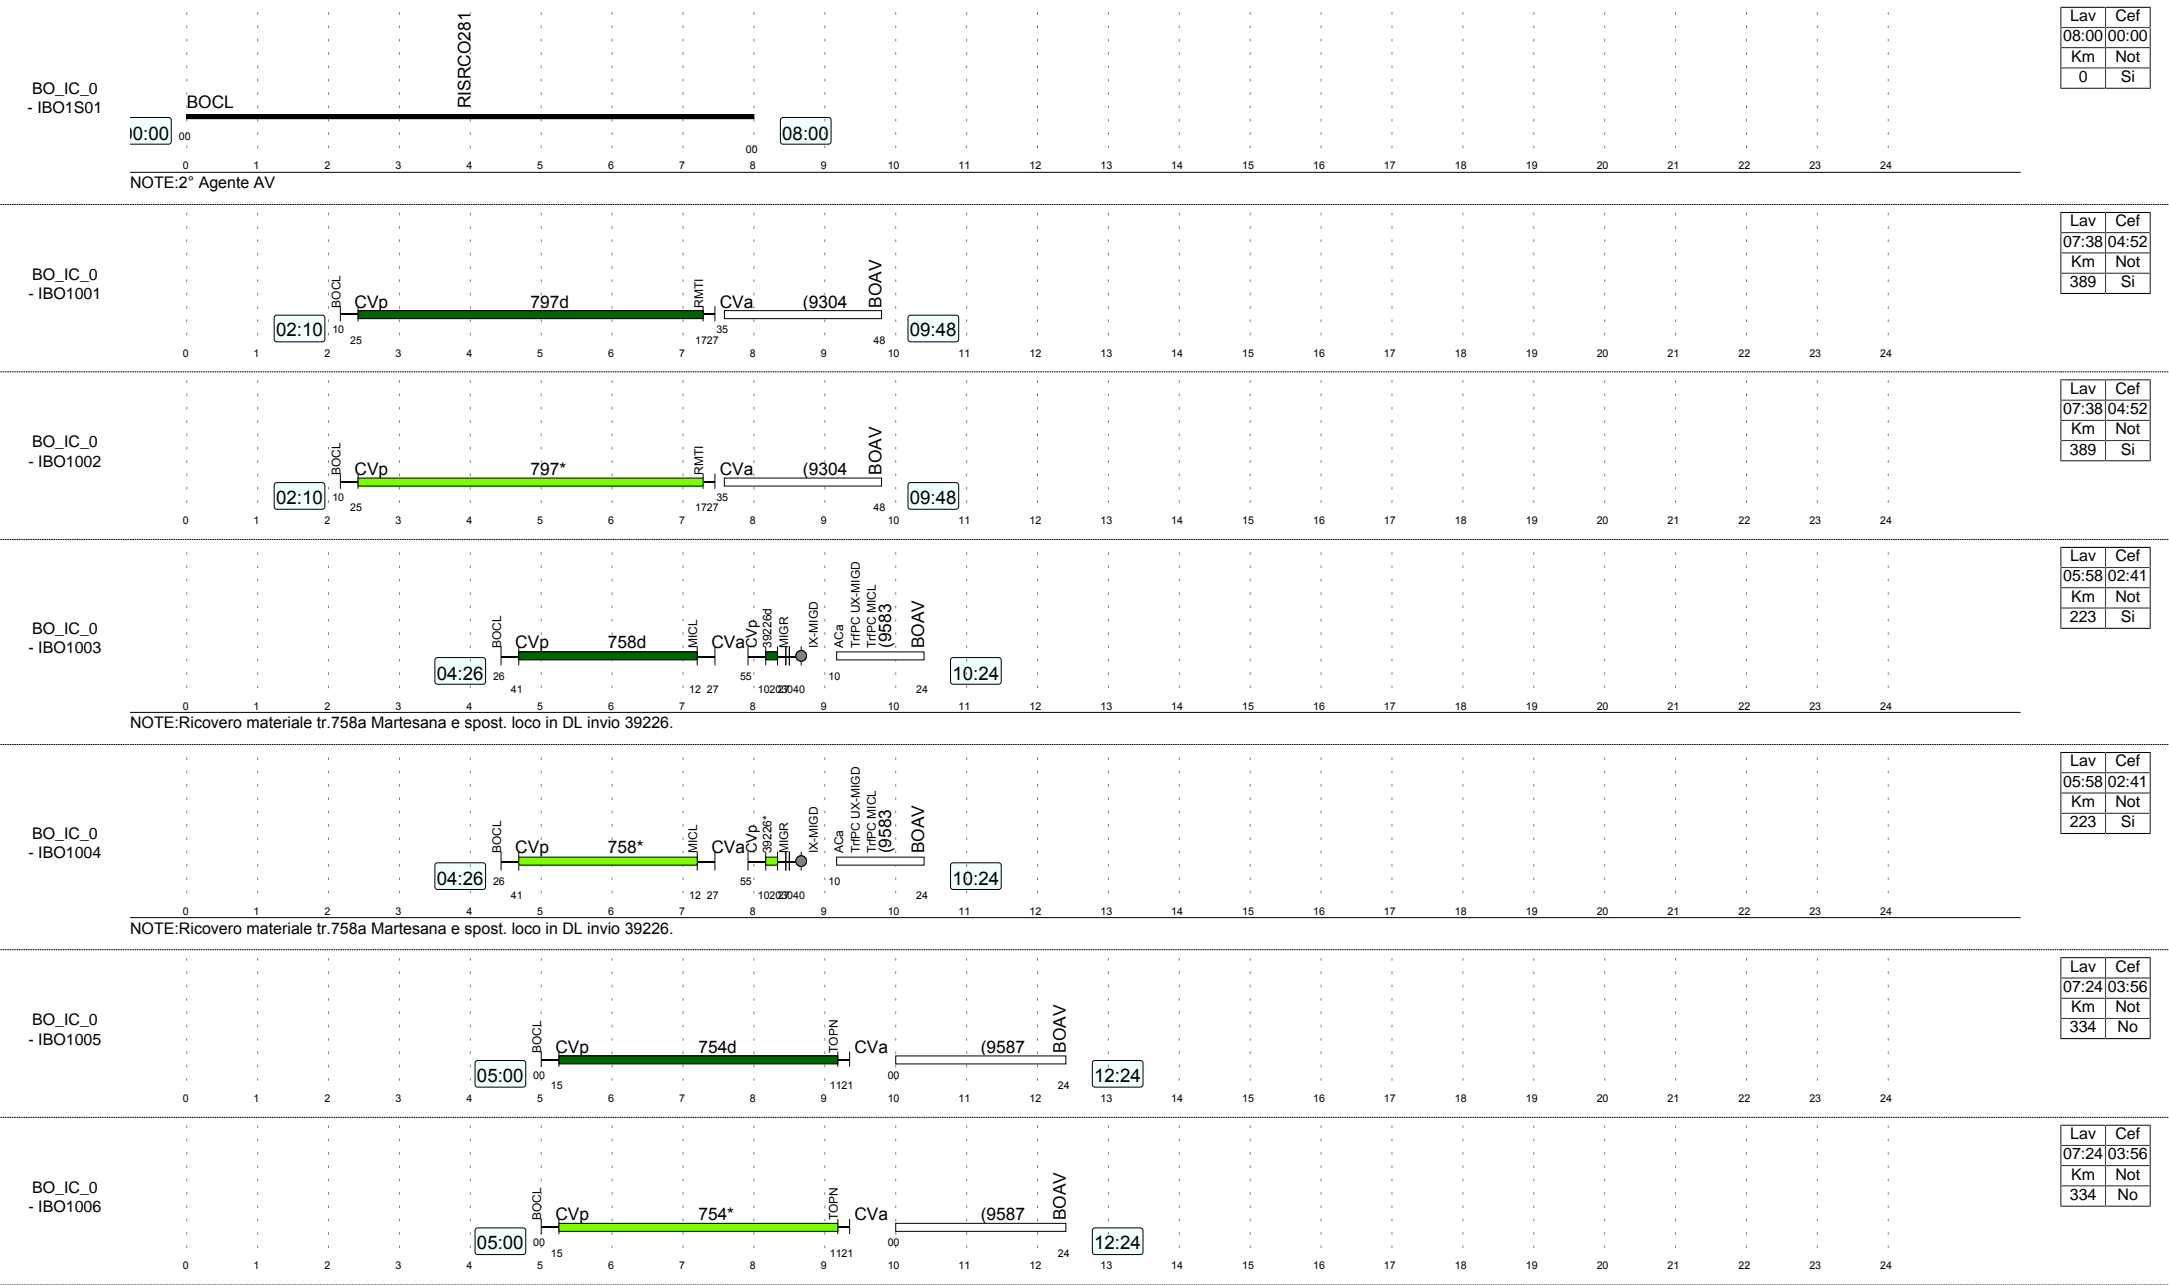 RISRCO281
Lav Cef
08:00 00:00
Km Not
0 Si
BO_IC_0
- IBO1S01
BOCL
00:00 00 08:00
00
0 1 2 3 4 5 6 7 8 9 10 11 12 13 14 15 16 17 18 19 20 21 22 23 24
NOTE:2° Agente AV
Lav Cef
07:38 04:52
Km Not
389 Si
BO_IC_0
- IBO1001
BOCL CVp 797d RMTI CVa (9304 BOAV
02:10 10 35 09:48
25 1727 48
0 1 2 3 4 5 6 7 8 9 10 11 12 13 14 15 16 17 18 19 20 21 22 23 24
Lav Cef
07:38 04:52
Km Not
389 Si
BO_IC_0
- IBO1002
BOCL CVp 797* RMTI CVa (9304 BOAV
02:10 10 35 09:48
25 1727 48
0 1 2 3 4 5 6 7 8 9 10 11 12 13 14 15 16 17 18 19 20 21 22 23 24
Lav Cef
05:58 02:41
Km Not
223 Si
BO_IC_0
- IBO1003
BOCL CVp 758d MICL CVa CVp 39226d MIGR IX-MIGD ACa TrfPC UX-MIGD TrfPC MICL (9583 BOAV
04:26 26 55 10 10:24
41 12 27 10 20 40 24
0 1 2 3 4 5 6 7 8 9 10 11 12 13 14 15 16 17 18 19 20 21 22 23 24
NOTE:Ricovero materiale tr.758a Martesana e spost. loco in DL invio 39226.
Lav Cef
05:58 02:41
Km Not
223 Si
BO_IC_0
- IBO1004
BOCL CVp 758* MICL CVa CVp 39226* MIGR IX-MIGD ACa TrfPC UX-MIGD TrfPC MICL (9583 BOAV
04:26 26 55 10 10:24
41 12 27 10 20 40 24
0 1 2 3 4 5 6 7 8 9 10 11 12 13 14 15 16 17 18 19 20 21 22 23 24
NOTE:Ricovero materiale tr.758a Martesana e spost. loco in DL invio 39226.
Lav Cef
07:24 03:56
Km Not
334 No
BO_IC_0
- IBO1005
BOCL CVp 754d TOPN CVa (9587 BOAV
05:00 00 00 12:24
15 1121 24
0 1 2 3 4 5 6 7 8 9 10 11 12 13 14 15 16 17 18 19 20 21 22 23 24
Lav Cef
07:24 03:56
Km Not
334 No
BO_IC_0
- IBO1006
BOCL CVp 754* TOPN CVa (9587 BOAV
05:00 00 00 12:24
15 1121 24
0 1 2 3 4 5 6 7 8 9 10 11 12 13 14 15 16 17 18 19 20 21 22 23 24